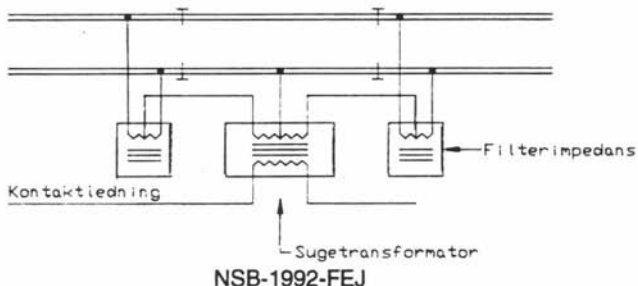 Filterimpedans
Kontaktledning
Sugetransformator
NSB-1992-FEJ